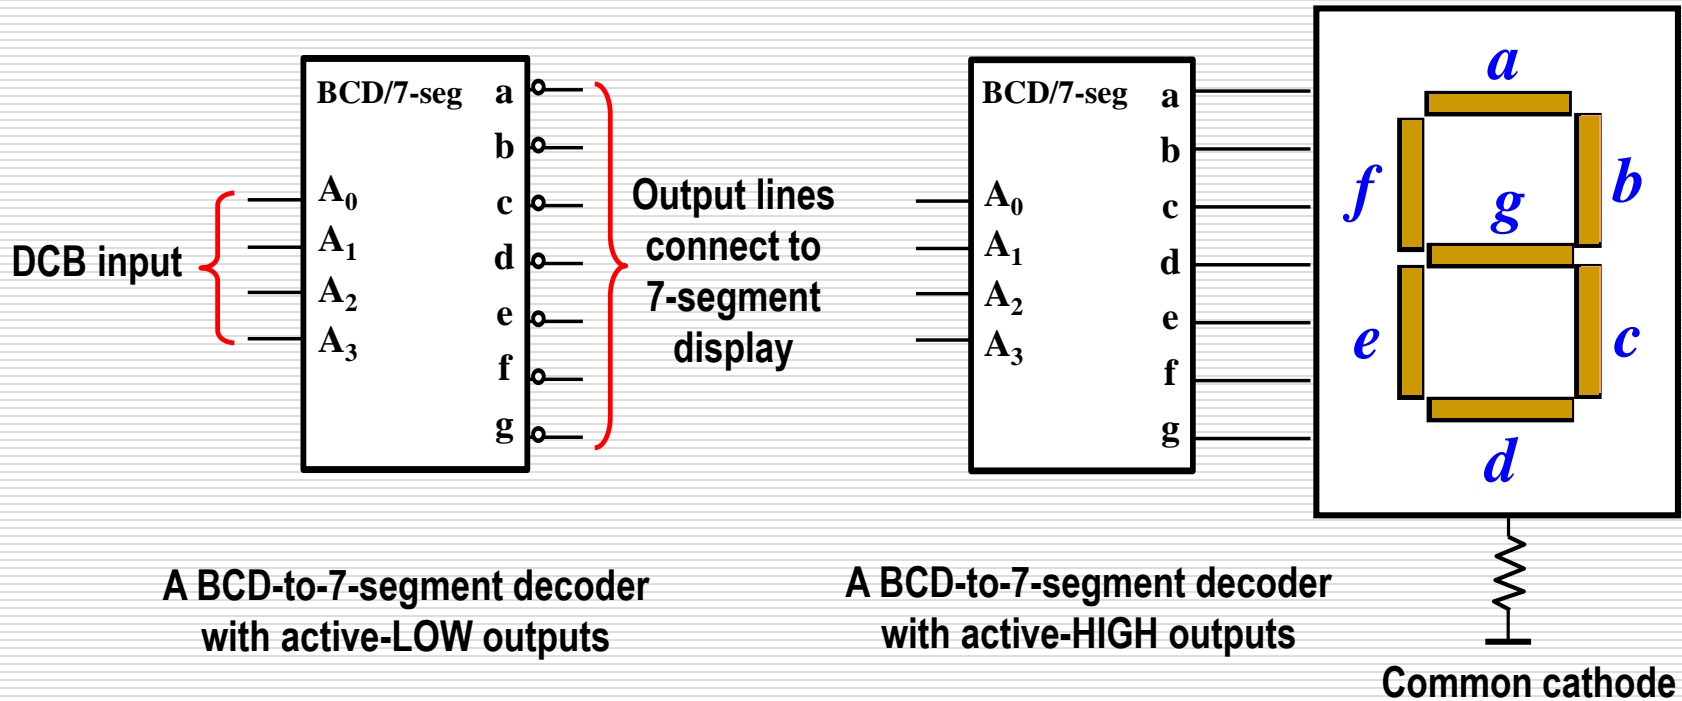 BCD/7-seg
a
b
c
d
e
f
g
A0
A1
A2
A3
DCB input
Output lines
connect to
7-segment
display
A BCD-to-7-segment decoder
with active-LOW outputs
BCD/7-seg
a
b
c
d
e
f
g
A0
A1
A2
A3
a
f
b
g
e
c
d
A BCD-to-7-segment decoder
with active-HIGH outputs
Common cathode